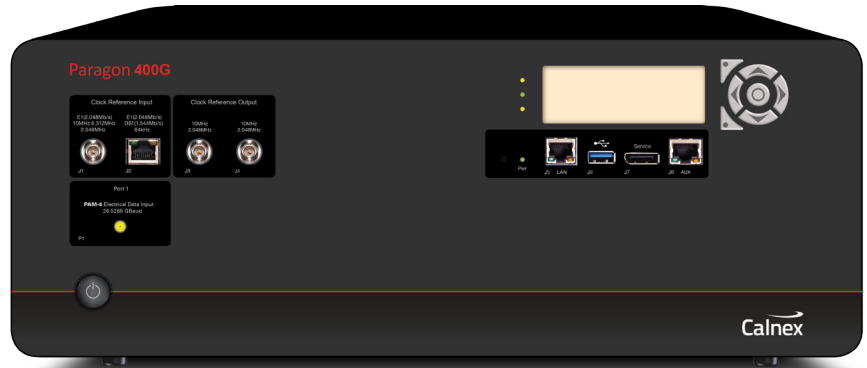 Paragon 400G
Clock Reference Input
E1(2.048Mb/s)
10MHz 6.312MHz
2.048MHz
E1(2.048Mb/s)
DS1(1.544Mb/s)
64kHz
J1
J2
Clock Reference Output
10MHz
2.048MHz
10MHz
2.048MHz
J3
J4
Port 1
PAM-4 Electrical Data Input
26.5265 GBaud
P1
Pwr
J5 LAN
J6
Service
J7
J8 AUX
Calnex